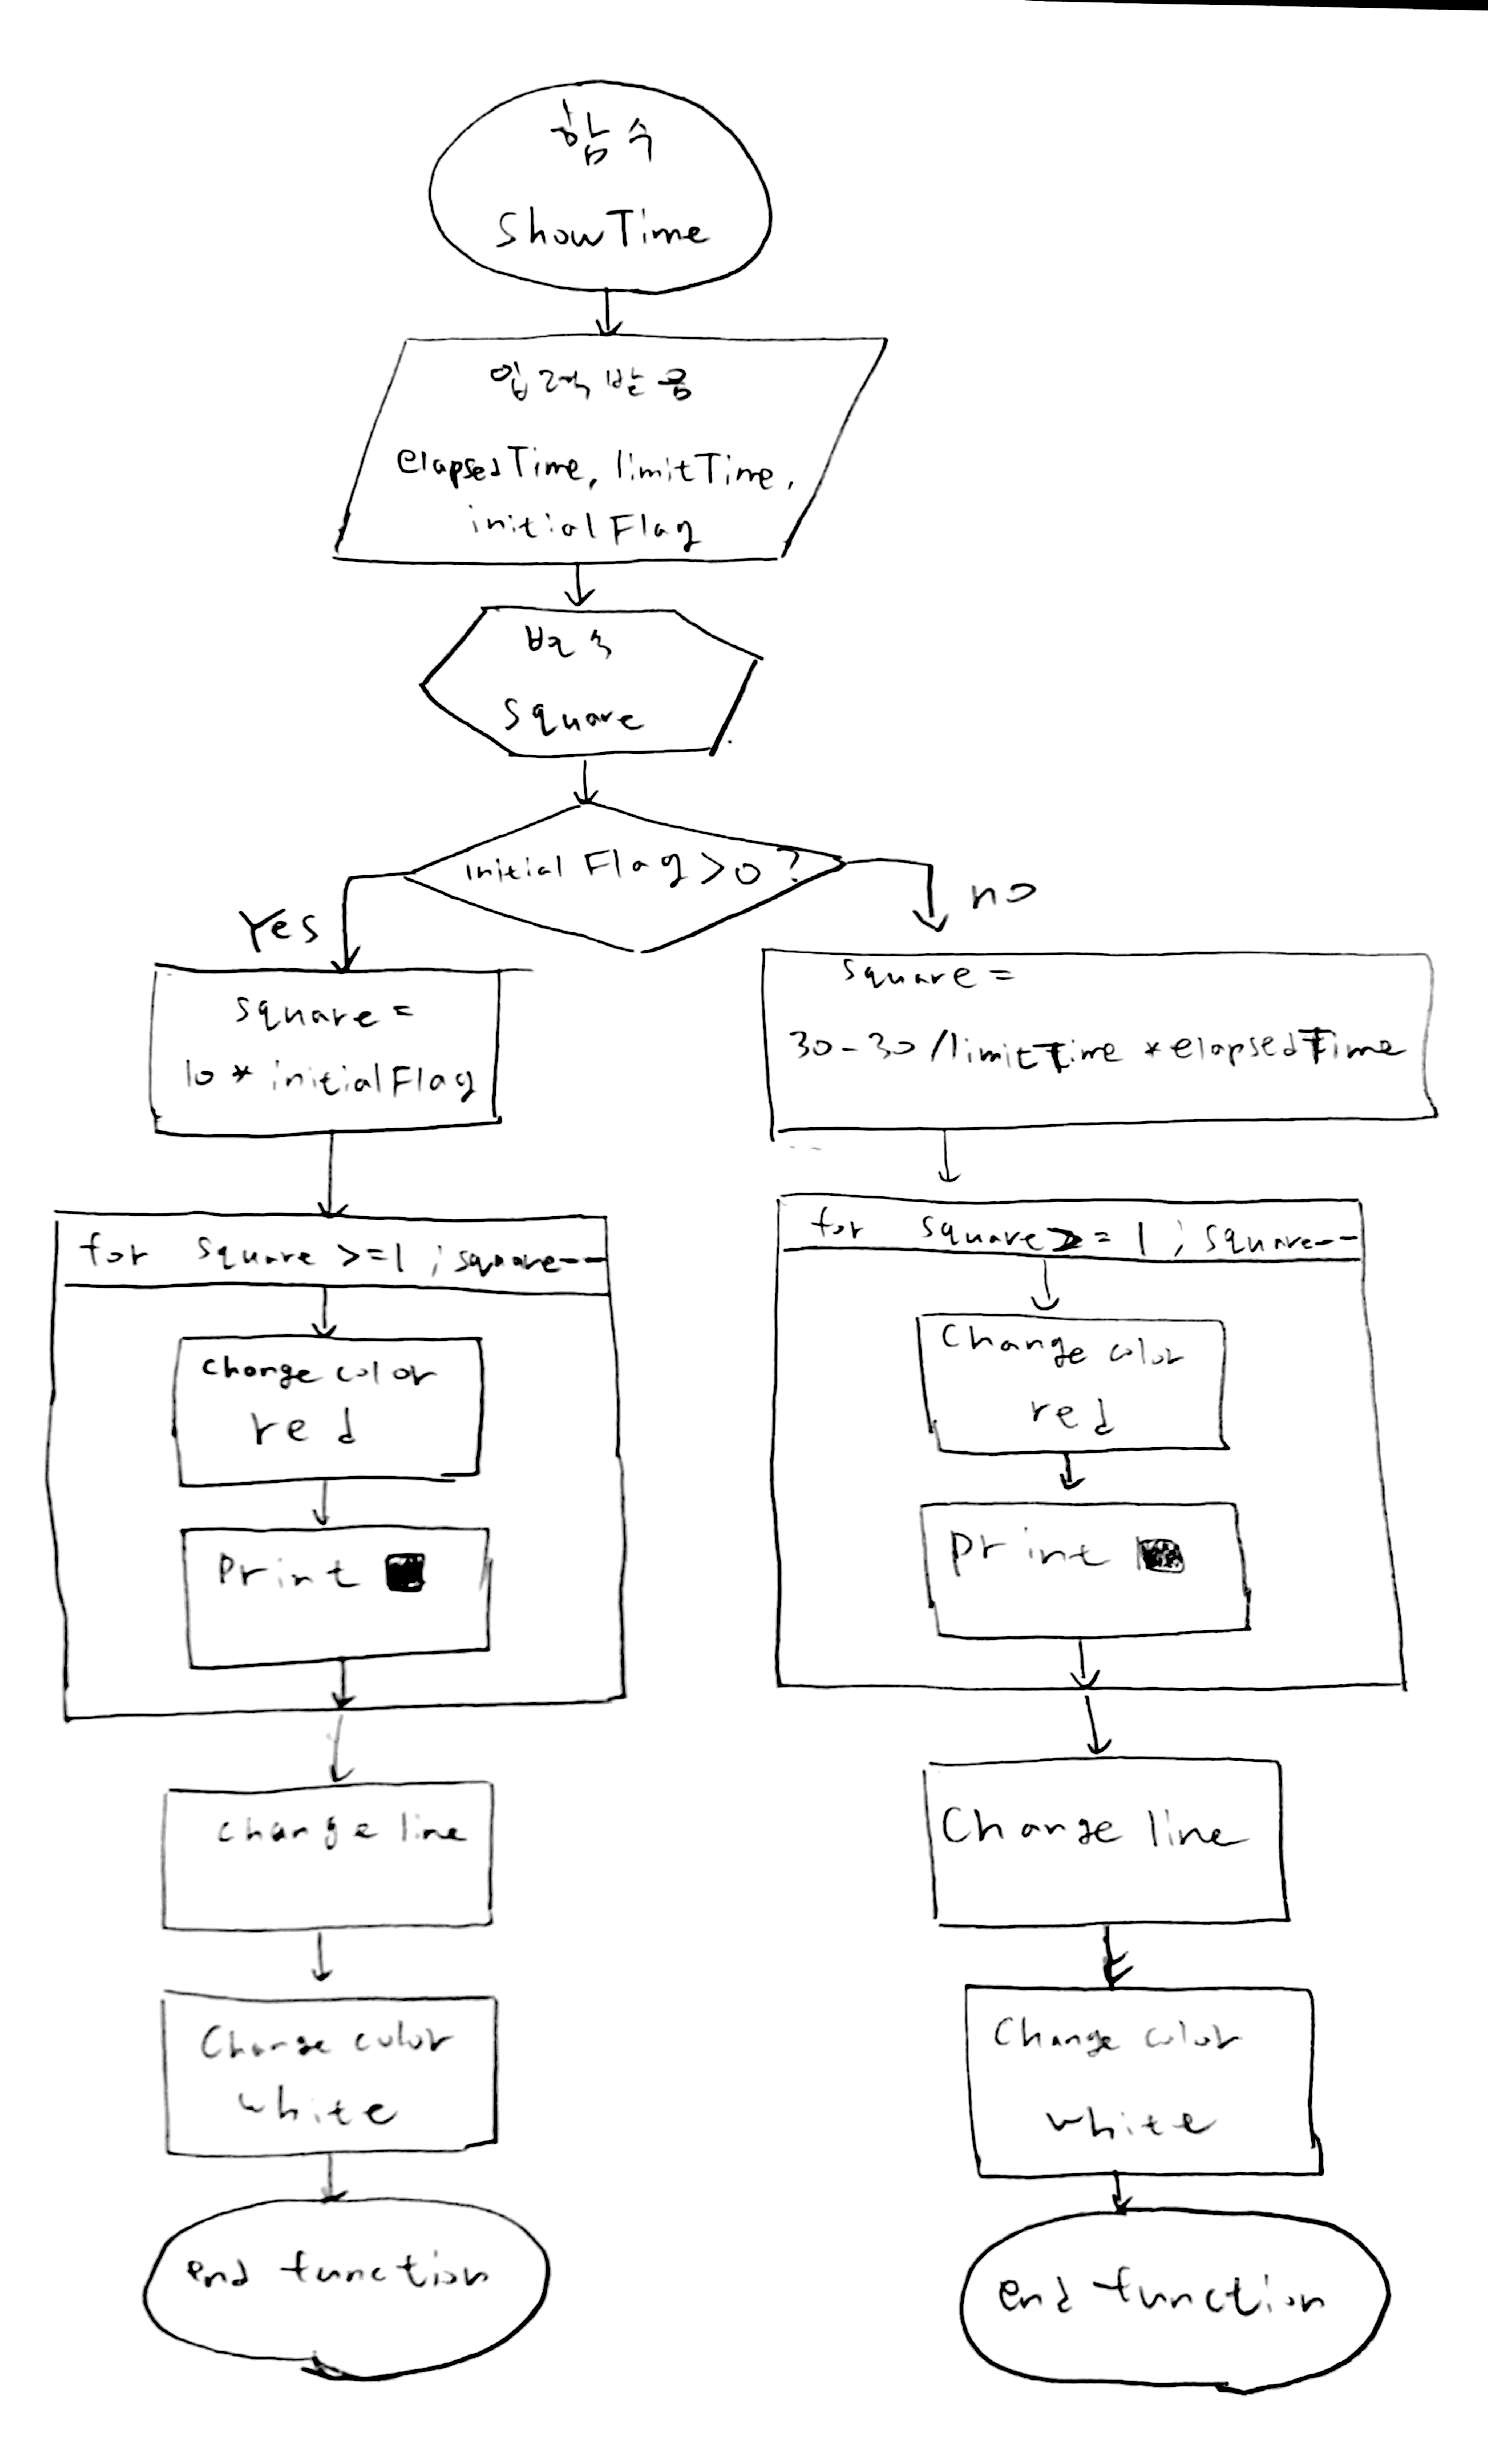 함수
ShowTime
입력받음
elapsedTime, limitTime,
initialFlag
변수
square
initialFlag>0?
Yes
no
square =
10 * initialFlag
for square >=1 ; square--
change color
red
print ■
change line
Change color
white
end function
square =
30-30/limitTime *elapsedTime
for square>=1 ; square--
Change color
red
print ■
Change line
Change color
white
end function